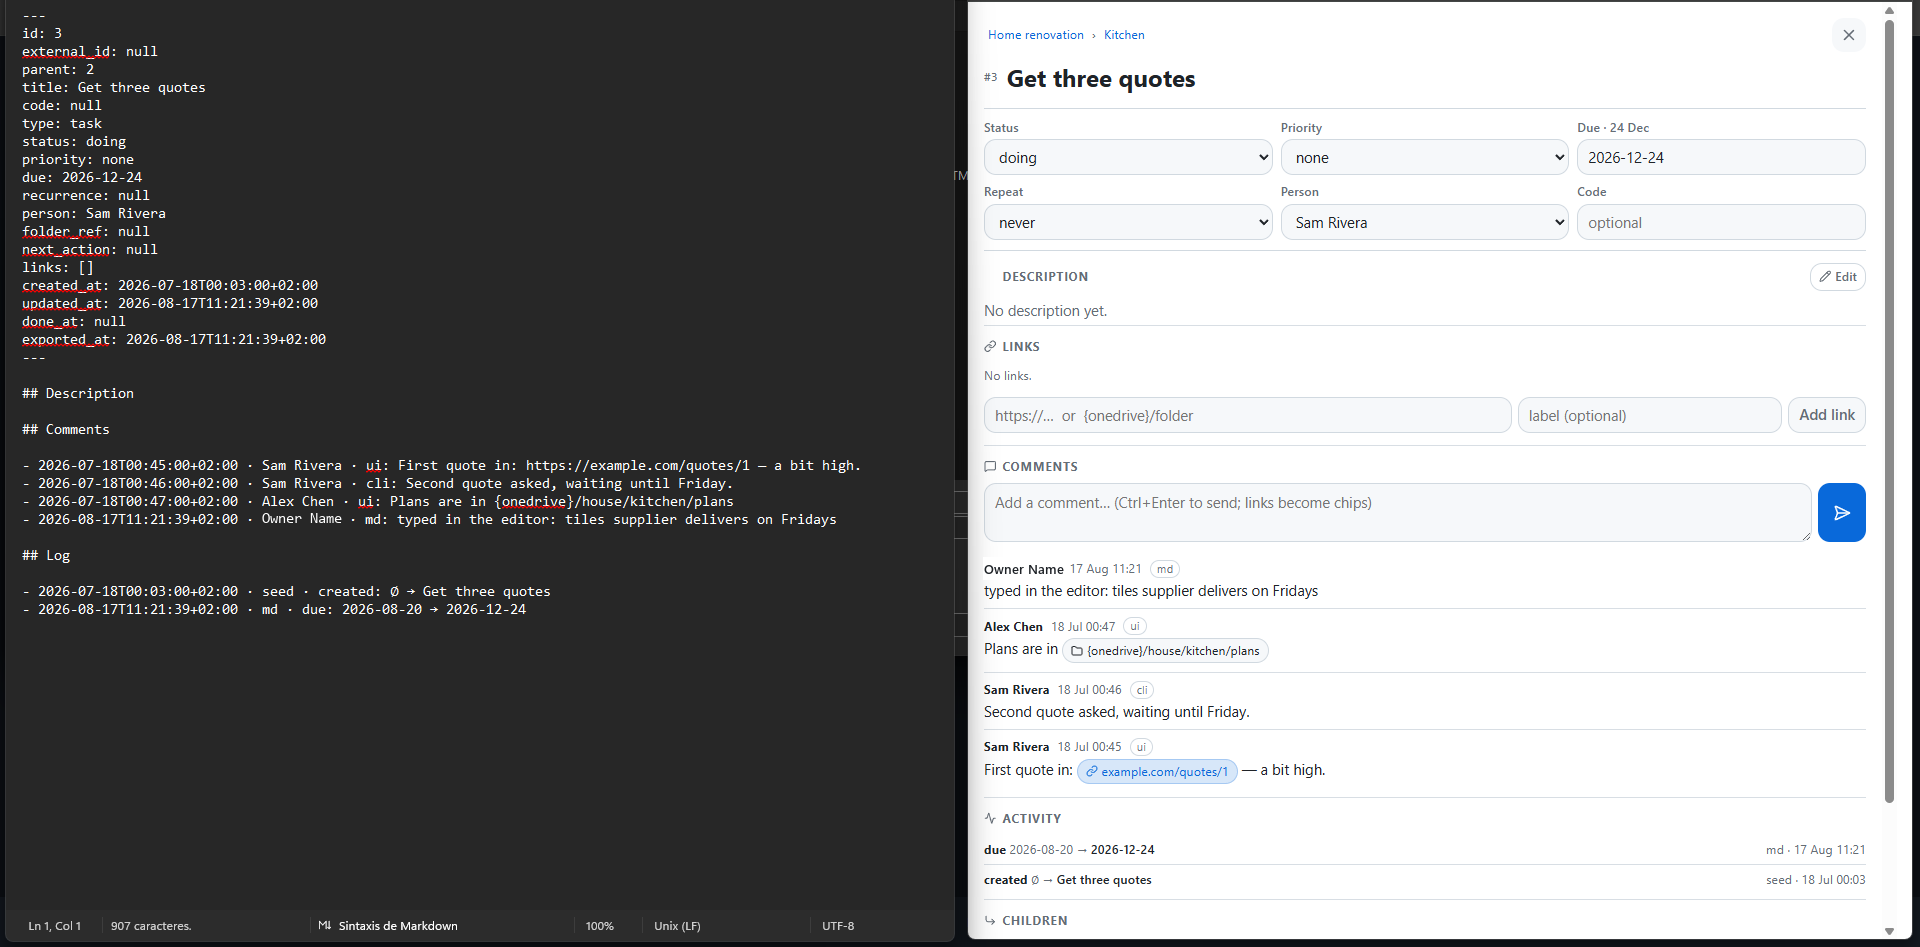 ---
id: 3
external_id: null
parent: 2
title: Get three quotes
code: null
type: task
status: doing
priority: none
due: 2026-12-24
recurrence: null
person: Sam Rivera
folder_ref: null
next_action: null
links: []
created_at: 2026-07-18T00:03:00+02:00
updated_at: 2026-08-17T11:21:39+02:00
done_at: null
exported_at: 2026-08-17T11:21:39+02:00
---
## Description
## Comments
- 2026-07-18T00:45:00+02:00 · Sam Rivera · ui: First quote in: https://example.com/quotes/1 — a bit high.
- 2026-07-18T00:46:00+02:00 · Sam Rivera · cli: Second quote asked, waiting until Friday.
- 2026-07-18T00:47:00+02:00 · Alex Chen · ui: Plans are in {onedrive}/house/kitchen/plans
- 2026-08-17T11:21:39+02:00 · Owner Name · md: typed in the editor: tiles supplier delivers on Fridays
## Log
- 2026-07-18T00:03:00+02:00 · seed · created: Ø → Get three quotes
- 2026-08-17T11:21:39+02:00 · md · due: 2026-08-20 → 2026-12-24
Ln 1, Col 1 907 caracteres. M↓ Sintaxis de Markdown 100% Unix (LF) UTF-8
TM
Home renovation › Kitchen
#3 Get three quotes
Status Priority Due · 24 Dec
doing none 2026-12-24
Repeat Person Code
never Sam Rivera optional
DESCRIPTION Edit
No description yet.
LINKS
No links.
https://... or {onedrive}/folder label (optional) Add link
COMMENTS
Add a comment... (Ctrl+Enter to send; links become chips)
Owner Name 17 Aug 11:21 md
typed in the editor: tiles supplier delivers on Fridays
Alex Chen 18 Jul 00:47 ui
Plans are in {onedrive}/house/kitchen/plans
Sam Rivera 18 Jul 00:46 cli
Second quote asked, waiting until Friday.
Sam Rivera 18 Jul 00:45 ui
First quote in: example.com/quotes/1 — a bit high.
ACTIVITY
due 2026-08-20 → 2026-12-24 md · 17 Aug 11:21
created Ø → Get three quotes seed · 18 Jul 00:03
CHILDREN